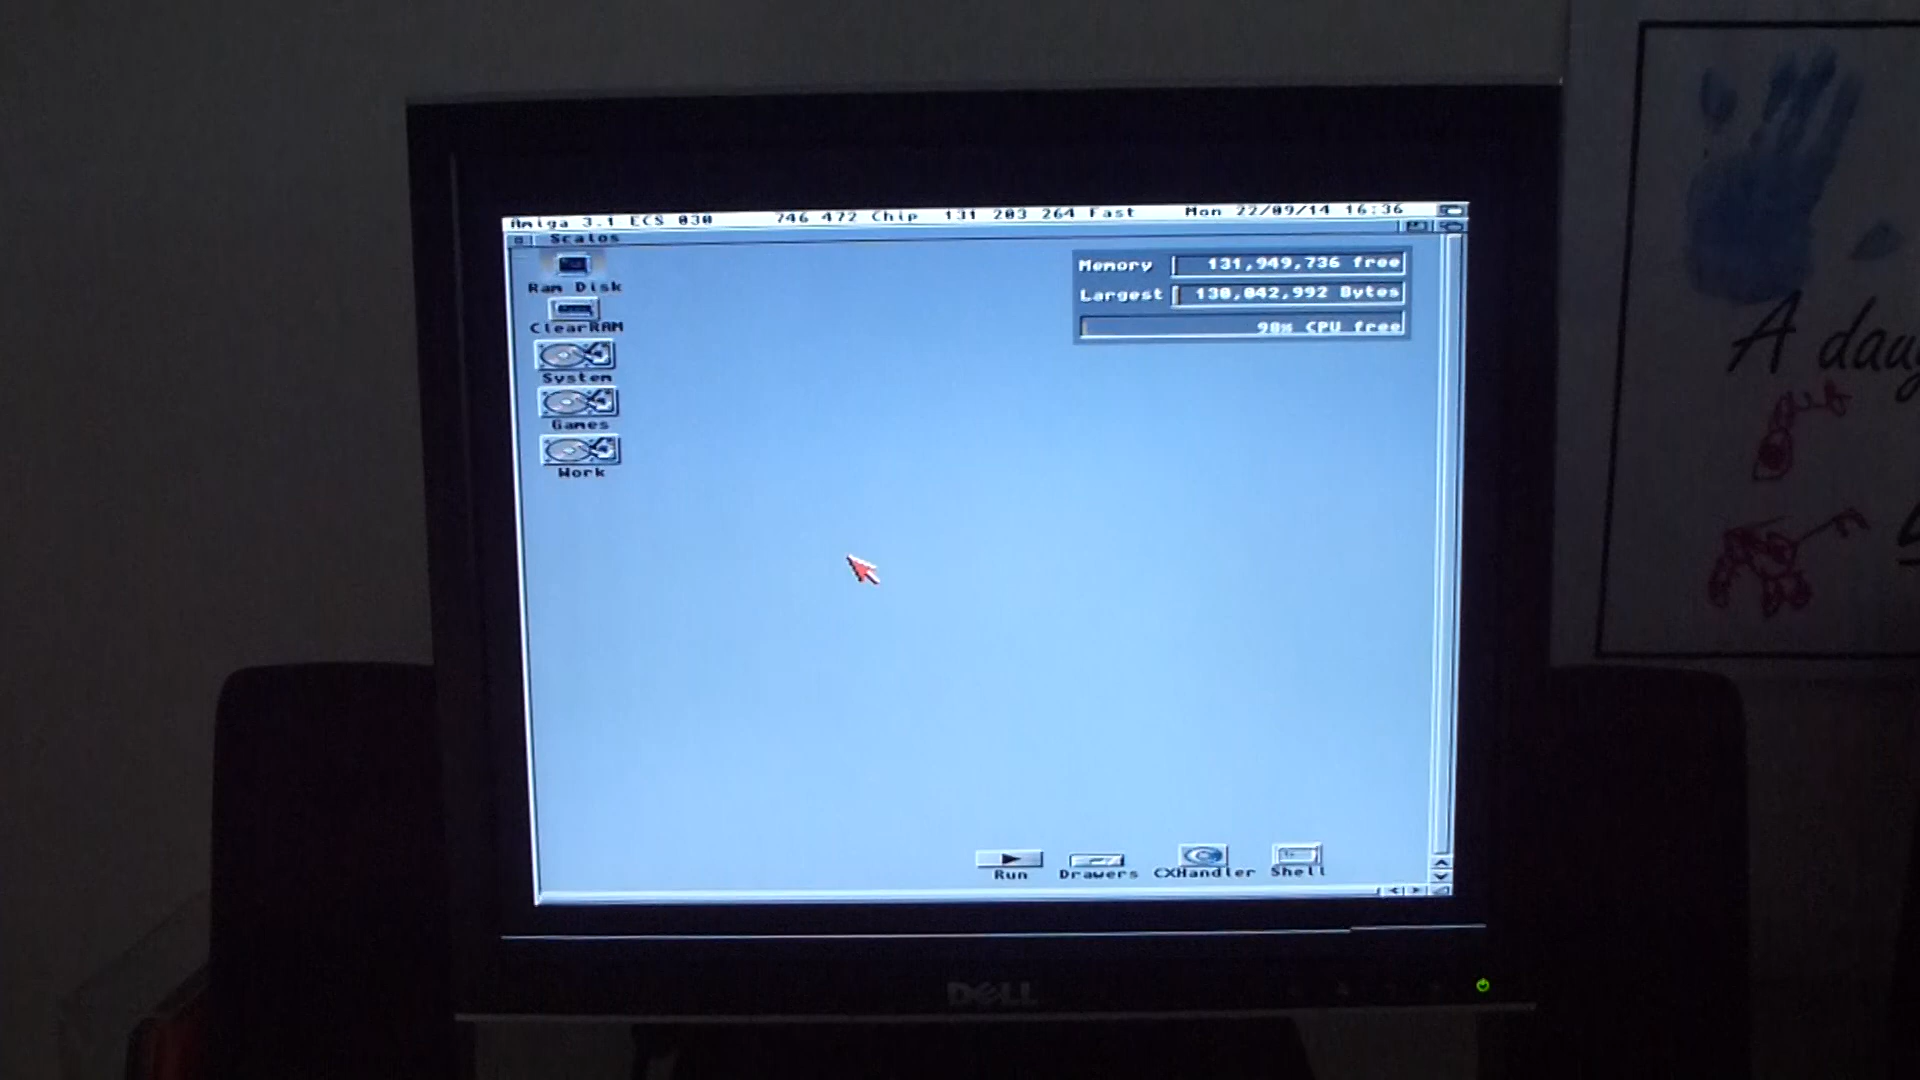 Amiga 3.1 ECS 030 746 472 Chip 131 203 264 Fast Mon 22/09/14 16:36
Scalos
Ram Disk
ClearRAM
System
Games
Work
Memory 131,949,736 free
Largest 130,042,992 Bytes
98% CPU free
Run Drawers CXHandler Shell
DELL
A